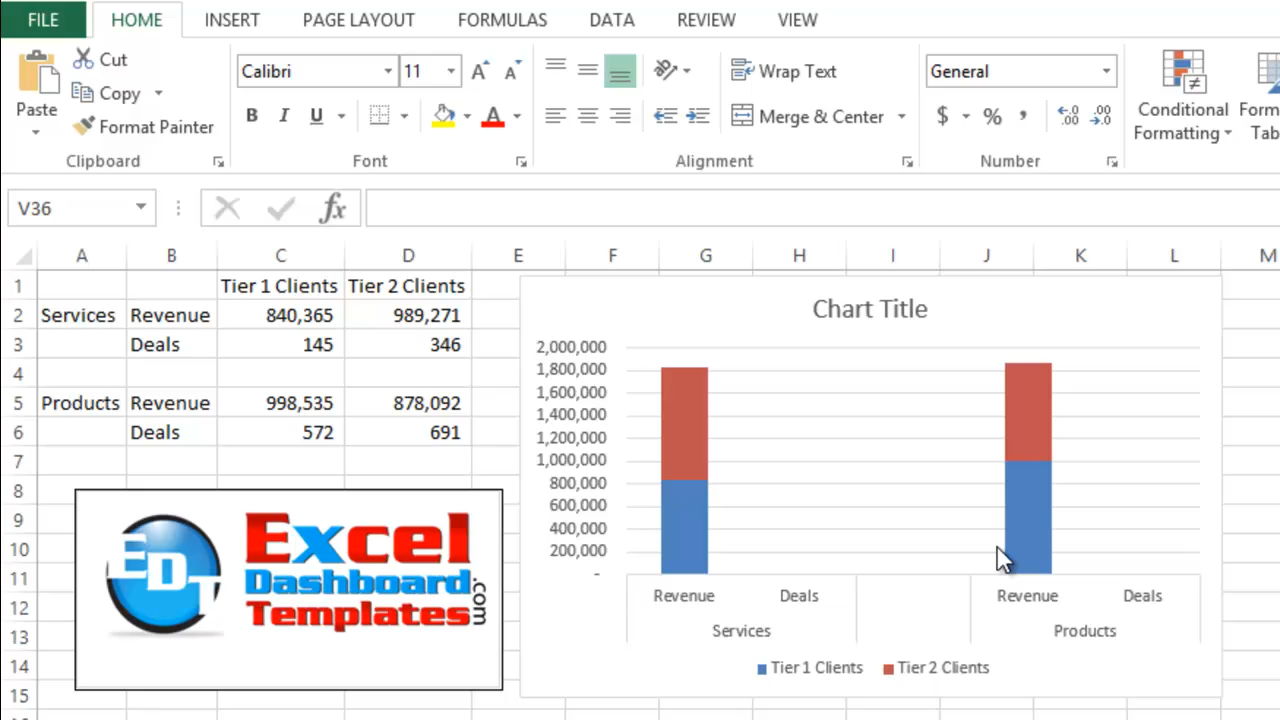 FILE HOME INSERT PAGE LAYOUT FORMULAS DATA REVIEW VIEW
Paste
Cut
Copy
Format Painter
Clipboard
Calibri 11
B I U A
Font
Wrap Text
Merge & Center
Alignment
General
$ % ,
.00 .0
Number
Conditional
Formatting
Form
Tab
V36 fx
A B C D E F G H I J K L M
1 Tier 1 Clients Tier 2 Clients
2 Services Revenue 840,365 989,271
3 Deals 145 346
4
5 Products Revenue 998,535 878,092
6 Deals 572 691
7
8
9
10
11
12
13
14
15
EDT
Excel
Dashboard
Templates
.com
Chart Title
2,000,000
1,800,000
1,600,000
1,400,000
1,200,000
1,000,000
800,000
600,000
400,000
200,000
-
Revenue Deals Revenue Deals
Services Products
Tier 1 Clients Tier 2 Clients